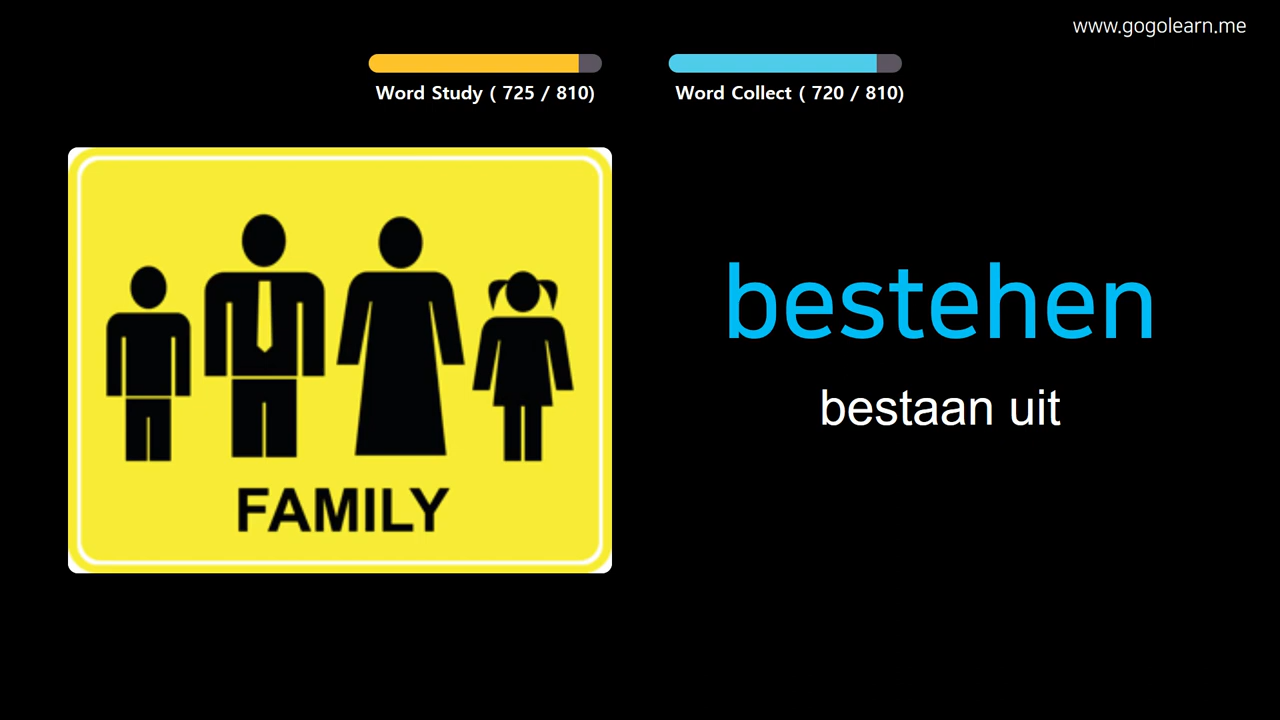 www.gogolearn.me
Word Study ( 725 / 810)
Word Collect ( 720 / 810)
bestehen
bestaan uit
FAMILY